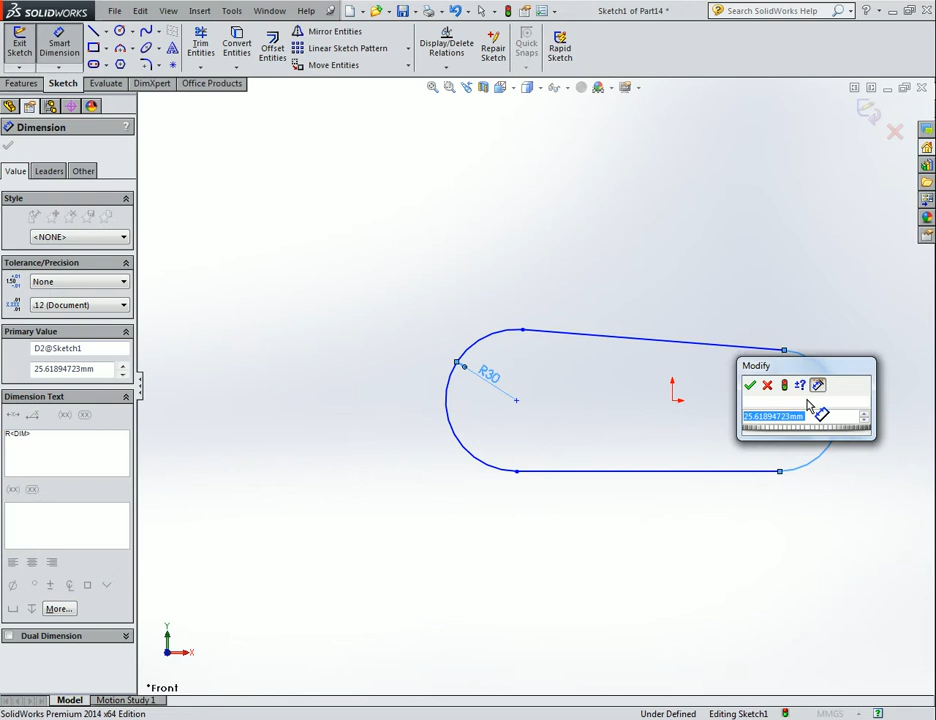 SOLIDWORKS
File
Edit
View
Insert
Tools
Window
Help
Sketch1 of Part14
Search SolidWorks Help
Exit Sketch
Smart Dimension
Trim Entities
Convert Entities
Offset Entities
Mirror Entities
Linear Sketch Pattern
Move Entities
Display/Delete Relations
Repair Sketch
Quick Snaps
Rapid Sketch
Features
Sketch
Evaluate
DimXpert
Office Products
Dimension
?
Value
Leaders
Other
Style
<NONE>
Tolerance/Precision
None
.12 (Document)
Primary Value
D2@Sketch1
25.61894723mm
Dimension Text
R<DIM>
More...
Dual Dimension
R30
Modify
±?
25.61894723mm
Y
X
*Front
Model
Motion Study 1
SolidWorks Premium 2014 x64 Edition
Under Defined
Editing Sketch1
MMGS